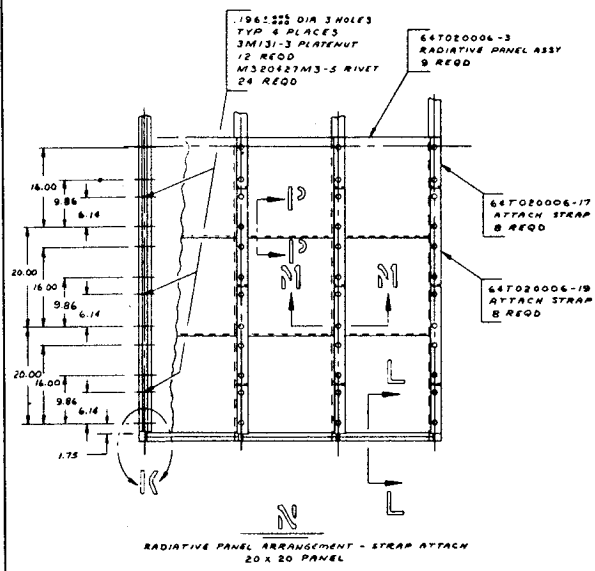 .196 +.006 -.000 DIA 3 HOLES
TYP 4 PLACES
3M131-3 PLATENUT
12 REQD
MS20427M3-5 RIVET
24 REQD
64T020006-3
RADIATIVE PANEL ASSY
9 REQD
16.00
9.86
6.14
64T020006-17
ATTACH STRAP
8 REQD
20.00
16.00
9.86
6.14
64T020006-19
ATTACH STRAP
8 REQD
20.00
16.00
9.86
6.14
1.75
P
P
M
M
L
L
K
N
RADIATIVE PANEL ARRANGEMENT - STRAP ATTACH
20 X 20 PANEL